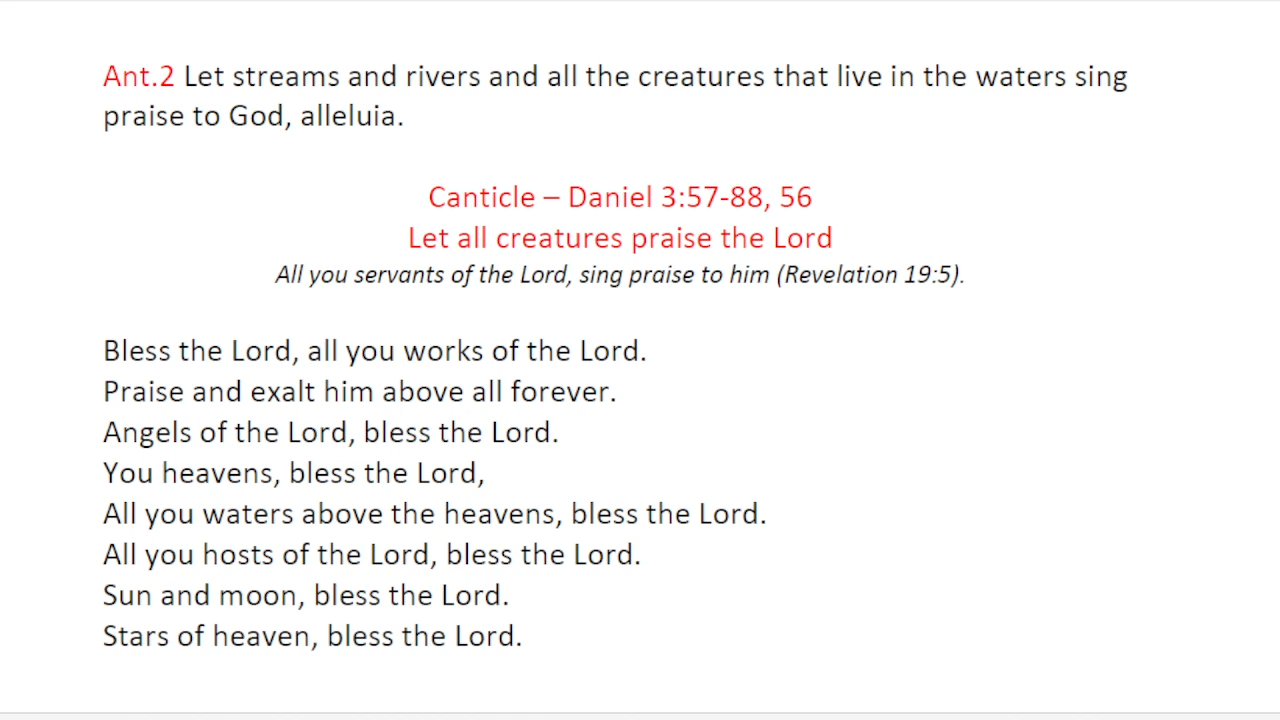 Ant.2 Let streams and rivers and all the creatures that live in the waters sing
praise to God, alleluia.
Canticle – Daniel 3:57-88, 56
Let all creatures praise the Lord
All you servants of the Lord, sing praise to him (Revelation 19:5).
Bless the Lord, all you works of the Lord.
Praise and exalt him above all forever.
Angels of the Lord, bless the Lord.
You heavens, bless the Lord,
All you waters above the heavens, bless the Lord.
All you hosts of the Lord, bless the Lord.
Sun and moon, bless the Lord.
Stars of heaven, bless the Lord.